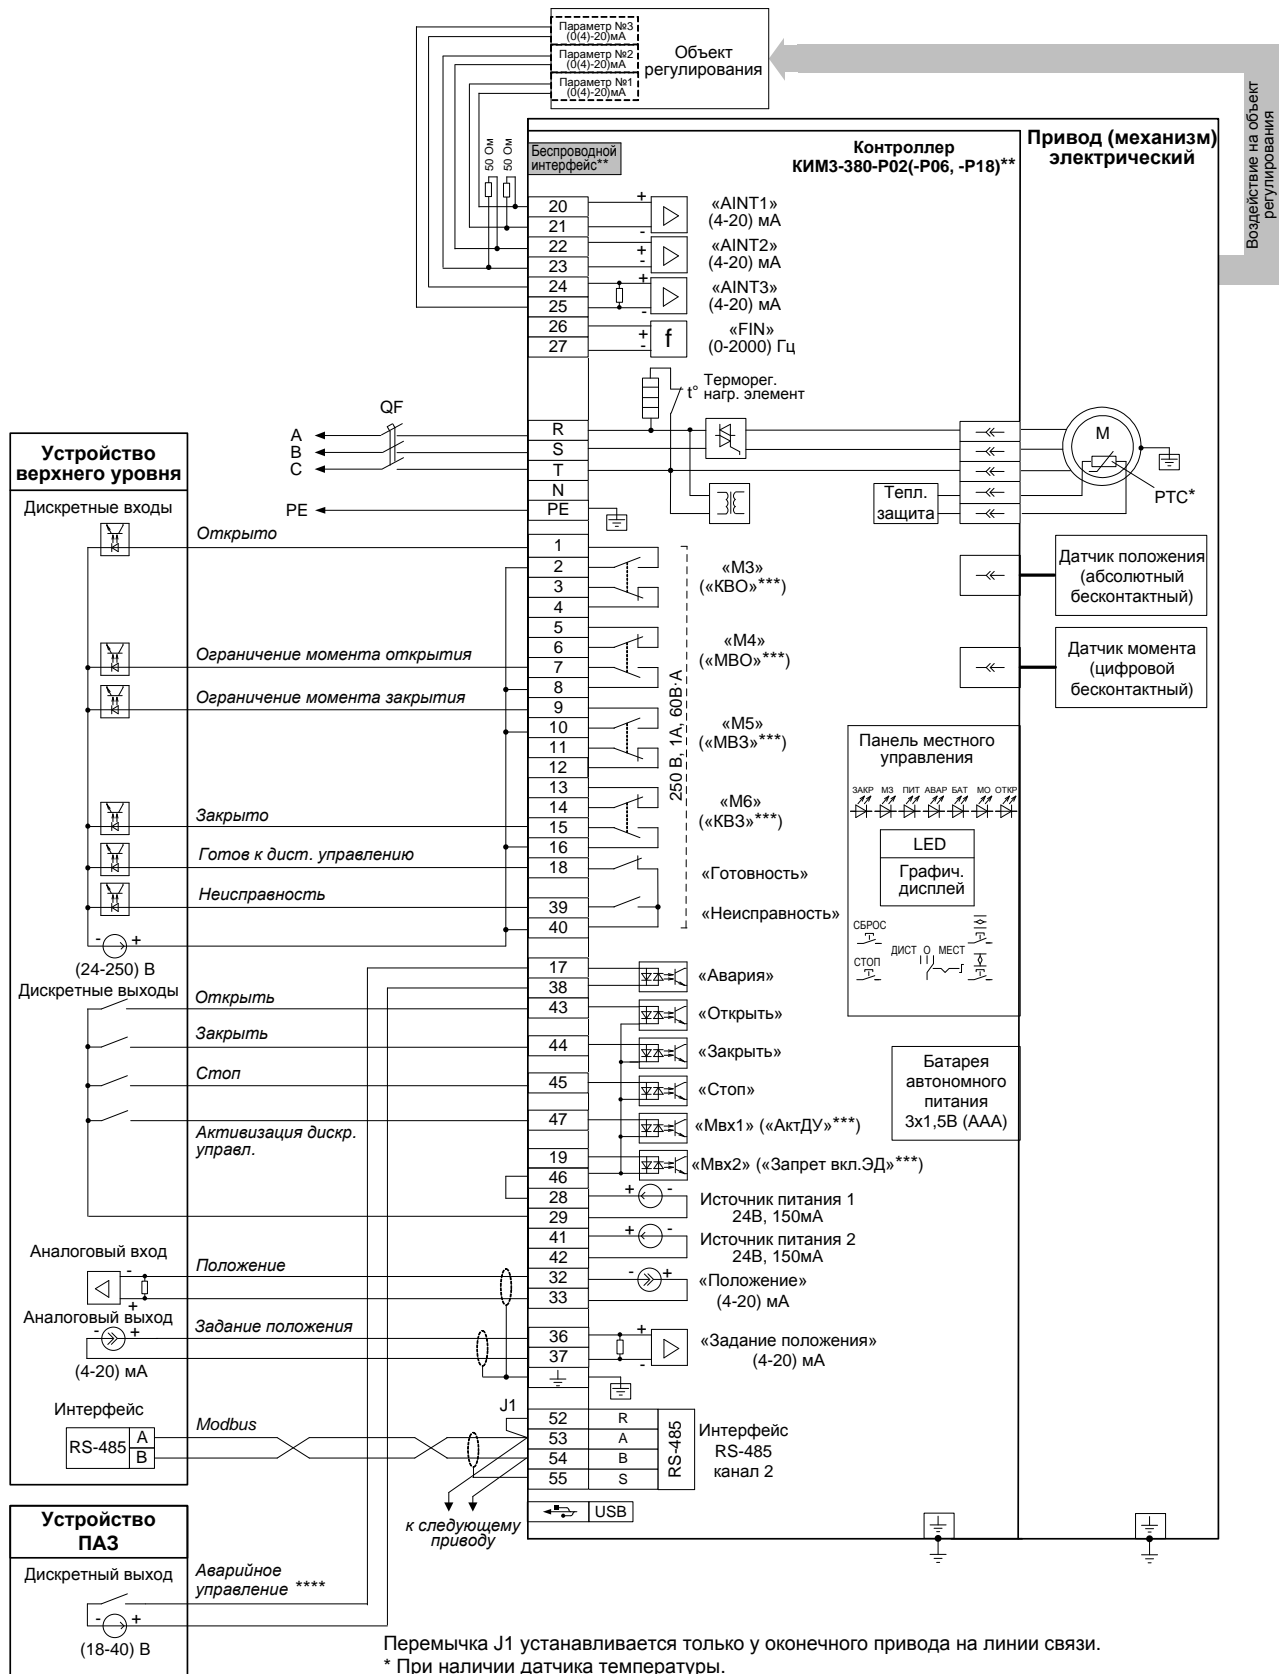 Параметр №3
(0(4)-20)мА
Параметр №2
(0(4)-20)мА
Параметр №1
(0(4)-20)мА
Объект
регулирования
Воздействие на объект
регулирования
50 Ом
50 Ом
Беспроводной
интерфейс**
Контроллер
КИМ3-380-Р02(-Р06, -Р18)**
Привод (механизм)
электрический
20
21
22
23
24
25
26
27
+
-
«AINT1»
(4-20) мА
+
-
«AINT2»
(4-20) мА
+
-
«AINT3»
(4-20) мА
+
-
f
«FIN»
(0-2000) Гц
t°
Терморег.
нагр. элемент
QF
A
B
C
PE
R
S
T
N
PE
Тепл.
защита
M
PTC*
Датчик положения
(абсолютный
бесконтактный)
Датчик момента
(цифровой
бесконтактный)
Устройство
верхнего уровня
Дискретные входы
Открыто
Ограничение момента открытия
Ограничение момента закрытия
Закрыто
Готов к дист. управлению
Неисправность
- +
(24-250) В
1
2
3
4
5
6
7
8
9
10
11
12
13
14
15
16
18
39
40
250 В, 1А, 60В·А
«М3»
(«КВО»***)
«М4»
(«МВО»***)
«М5»
(«МВЗ»***)
«М6»
(«КВЗ»***)
«Готовность»
«Неисправность»
Панель местного
управления
ЗАКР МЗ ПИТ АВАР БАТ МО ОТКР
LED
Графич.
дисплей
СБРОС
СТОП
ДИСТ О МЕСТ
Батарея
автономного
питания
3х1,5В (ААА)
Дискретные выходы
Открыть
Закрыть
Стоп
Активизация дискр.
управл.
17
38
43
44
45
47
19
46
28
29
41
42
32
33
36
37
«Авария»
«Открыть»
«Закрыть»
«Стоп»
«Мвх1» («АктДУ»***)
«Мвх2» («Запрет вкл.ЭД»***)
+ -
Источник питания 1
24В, 150мА
+ -
Источник питания 2
24В, 150мА
- +
«Положение»
(4-20) мА
+
-
«Задание положения»
(4-20) мА
Аналоговый вход
-
+
Положение
Аналоговый выход
- +
Задание положения
(4-20) мА
Интерфейс
RS-485
A
B
Modbus
J1
52 R
53 A
54 B
55 S
RS-485
Интерфейс
RS-485
канал 2
USB
к следующему
приводу
Устройство
ПАЗ
Дискретный выход
Аварийное
управление ****
- +
(18-40) В
Перемычка J1 устанавливается только у оконечного привода на линии связи.
* При наличии датчика температуры.